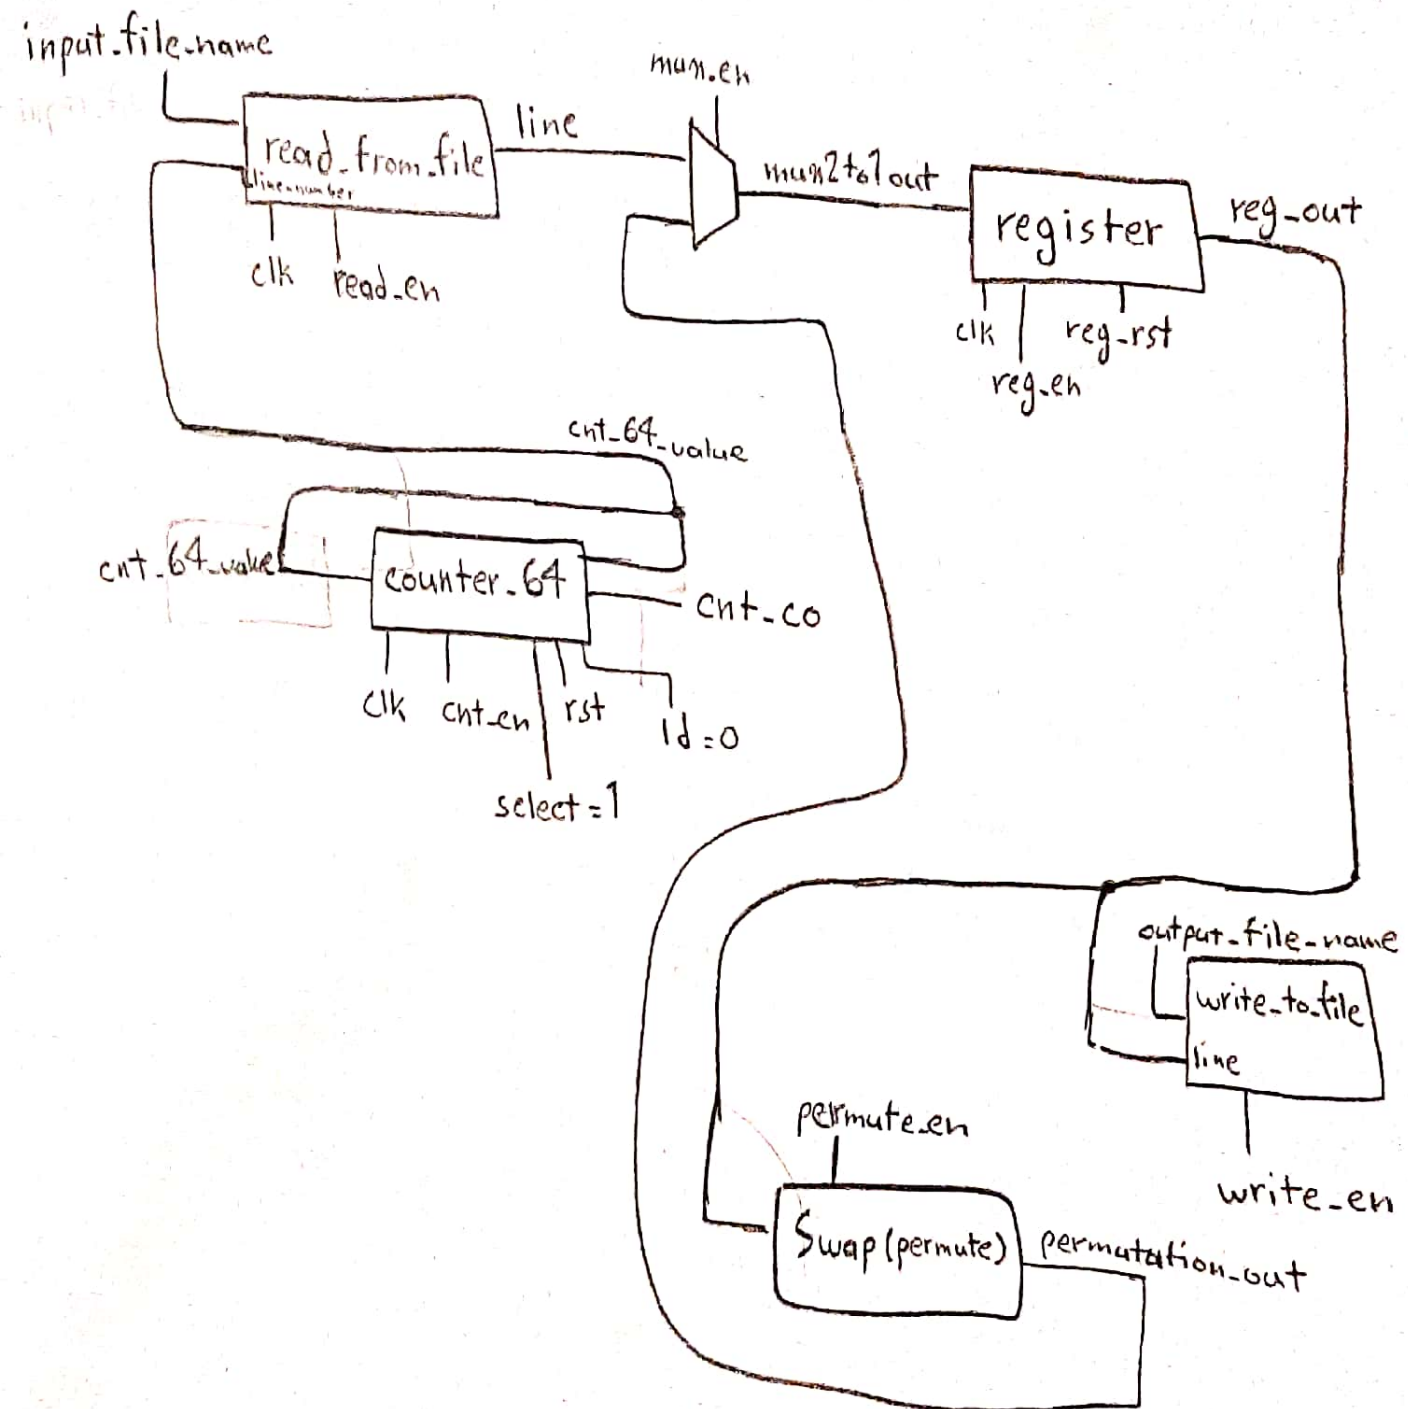 input_file_name
mux_en
read_from_file
line
line_number
mux2to1out
register
reg_out
clk
read_en
clk
reg_rst
reg_en
cnt_64_value
cnt_64_value
counter_64
cnt_co
clk
cnt_en
rst
ld=0
select=1
output_file_name
write_to_file
line
permute_en
write_en
Swap(permute)
permutation_out